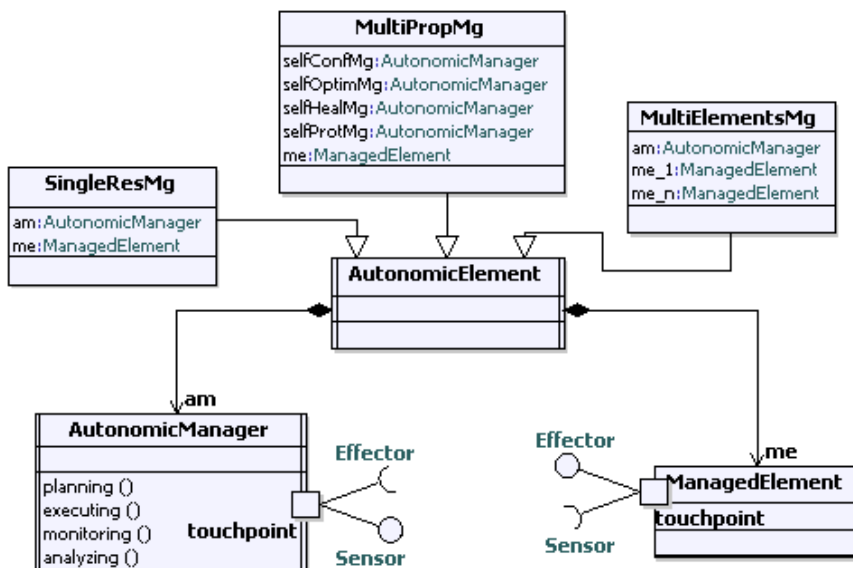 MultiPropMg
selfConfMg:AutonomicManager
selfOptimMg:AutonomicManager
selfHealMg:AutonomicManager
selfProtMg:AutonomicManager
me:ManagedElement
MultiElementsMg
am:AutonomicManager
me_1:ManagedElement
me_n:ManagedElement
SingleResMg
am:AutonomicManager
me:ManagedElement
AutonomicElement
am
AutonomicManager
planning ()
executing ()
monitoring ()
analyzing ()
touchpoint
Effector
Sensor
Effector
Sensor
me
ManagedElement
touchpoint